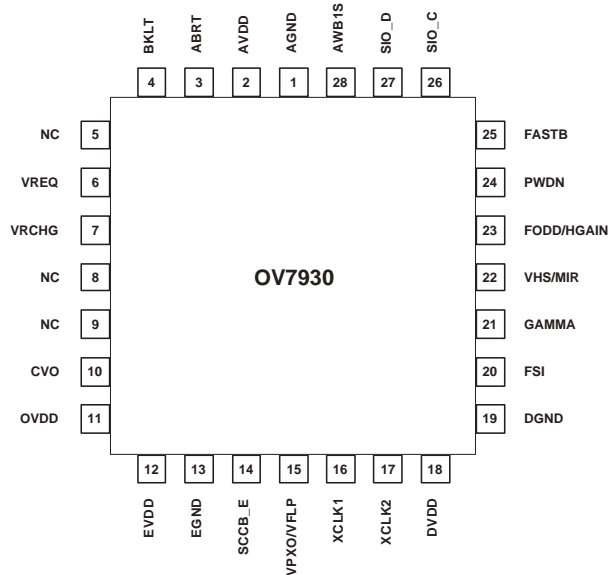 BKLT
ABRT
AVDD
AGND
AWB1S
SIO_D
SIO_C
4
3
2
1
28
27
26
NC
5
25
FASTB
VREQ
6
24
PWDN
VRCHG
7
23
FODD/HGAIN
NC
8
OV7930
22
VHS/MIR
NC
9
21
GAMMA
CVO
10
20
FSI
OVDD
11
19
DGND
12
13
14
15
16
17
18
EVDD
EGND
SCCB_E
VPXO/VFLP
XCLK1
XCLK2
DVDD